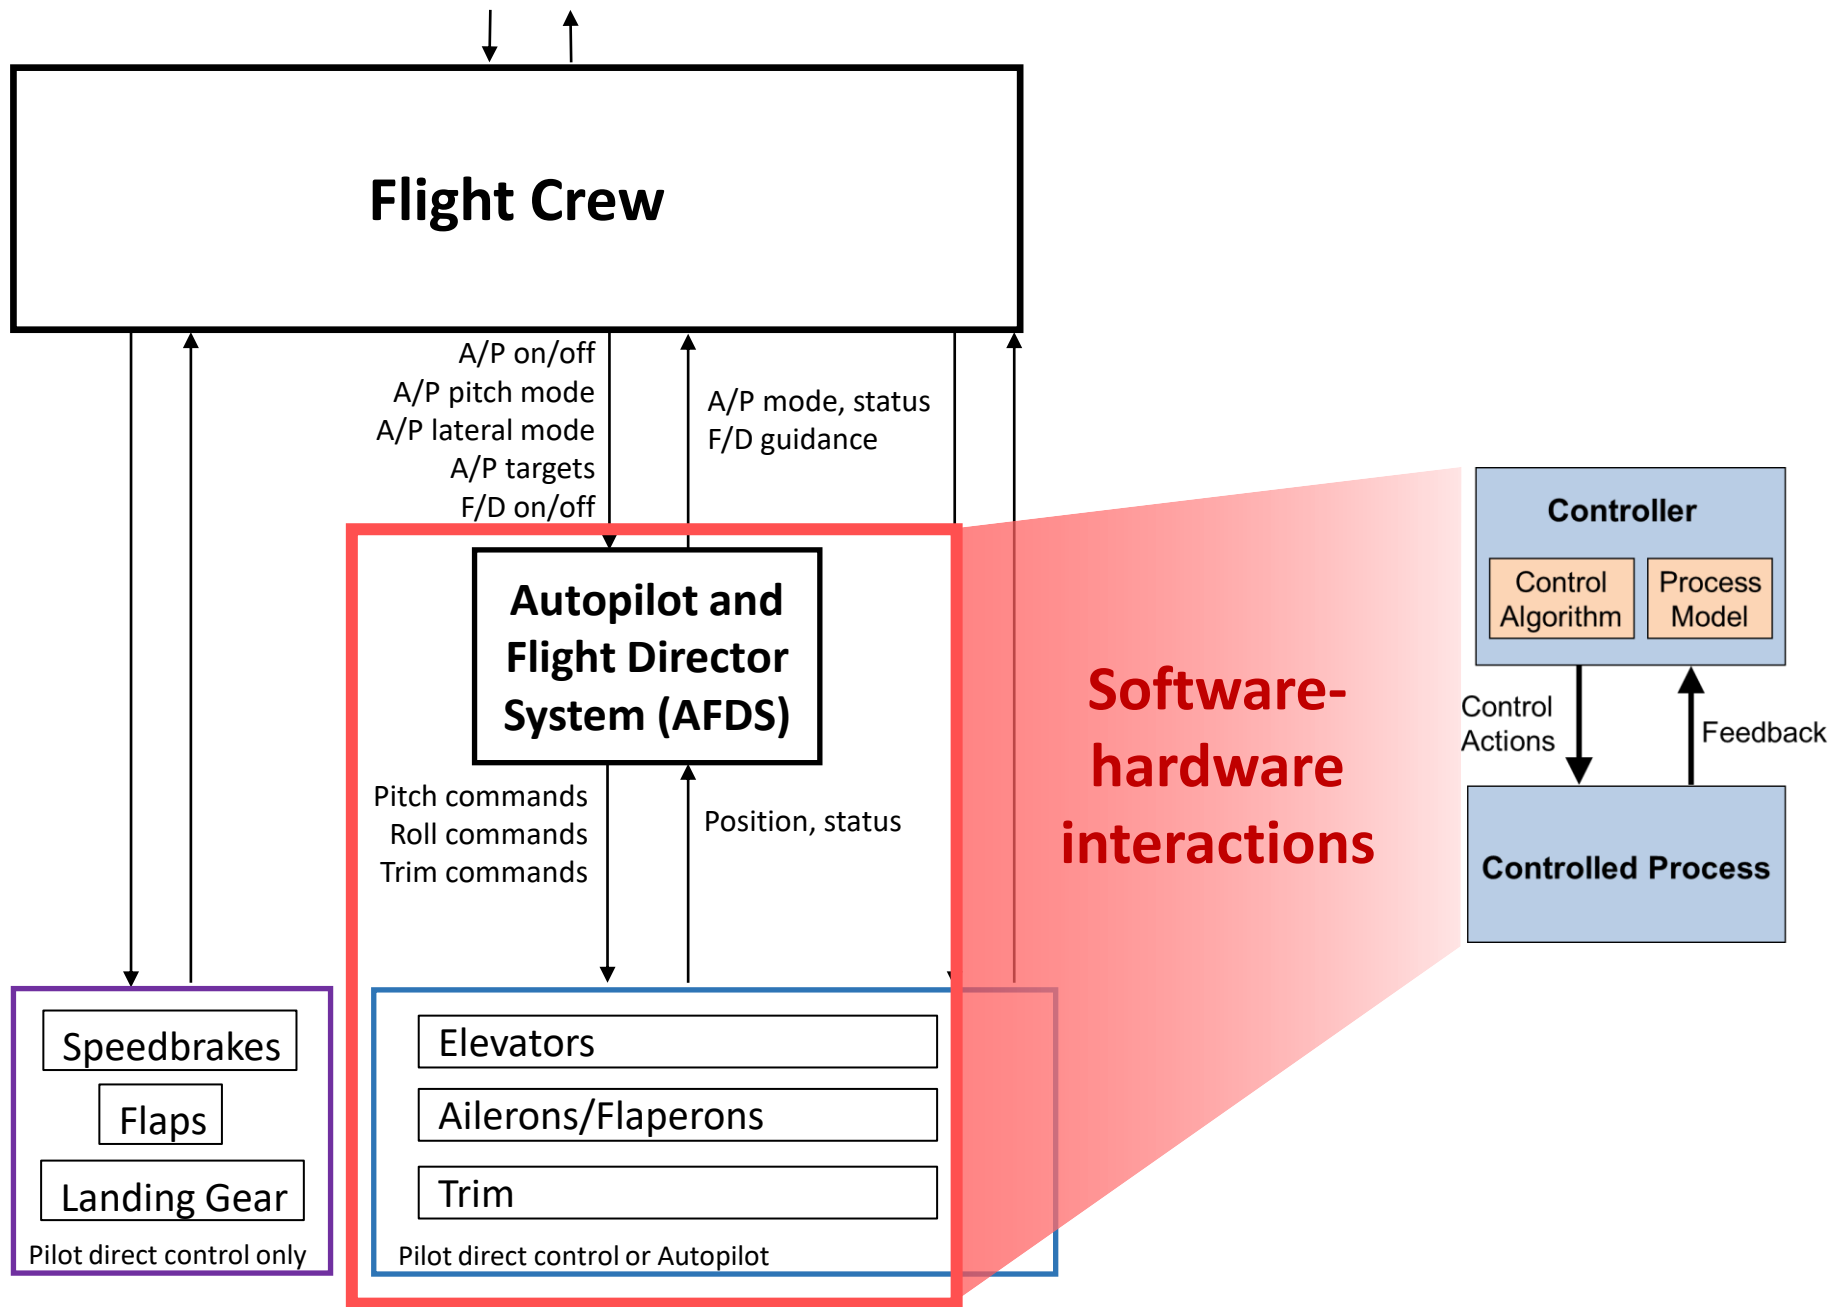 Flight Crew
A/P on/off
A/P pitch mode
A/P lateral mode
A/P targets
F/D on/off
A/P mode, status
F/D guidance
Autopilot and
Flight Director
System (AFDS)
Pitch commands
Roll commands
Trim commands
Position, status
Speedbrakes
Flaps
Landing Gear
Pilot direct control only
Elevators
Ailerons/Flaperons
Trim
Pilot direct control or Autopilot
Software-
hardware
interactions
Controller
Control
Algorithm
Process
Model
Control
Actions
Feedback
Controlled Process